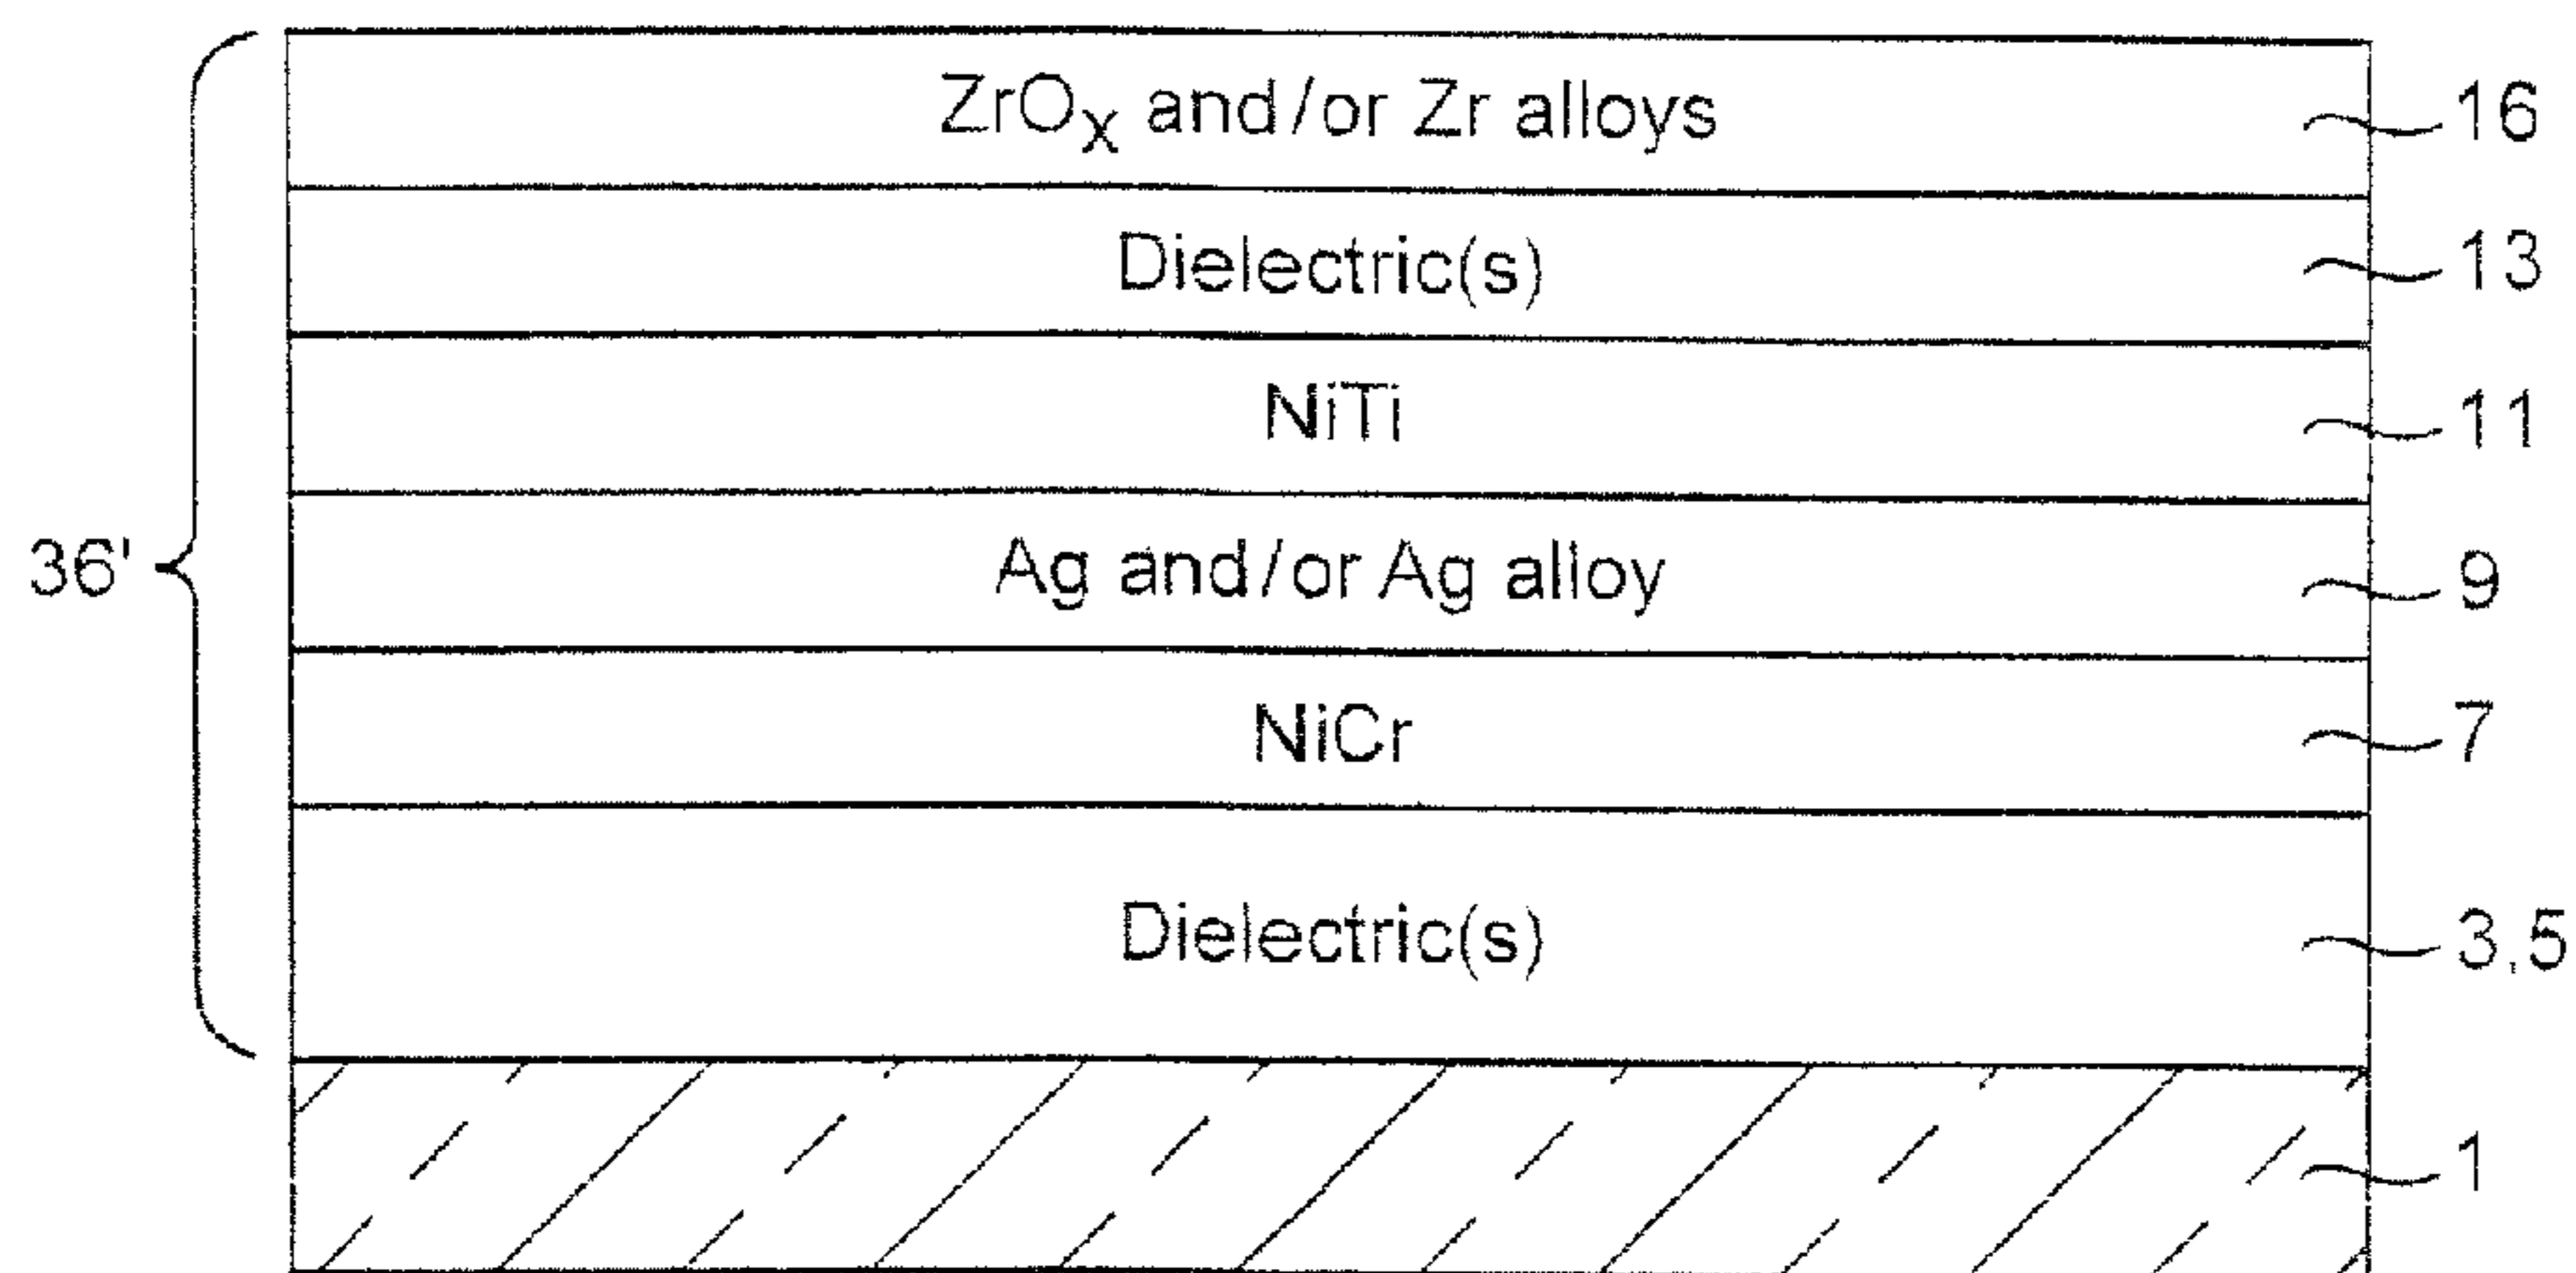 ZrOx and/or Zr alloys 16
Dielectric(s) 13
NiTi 11
36' Ag and/or Ag alloy 9
NiCr 7
Dielectric(s) 3,5
1